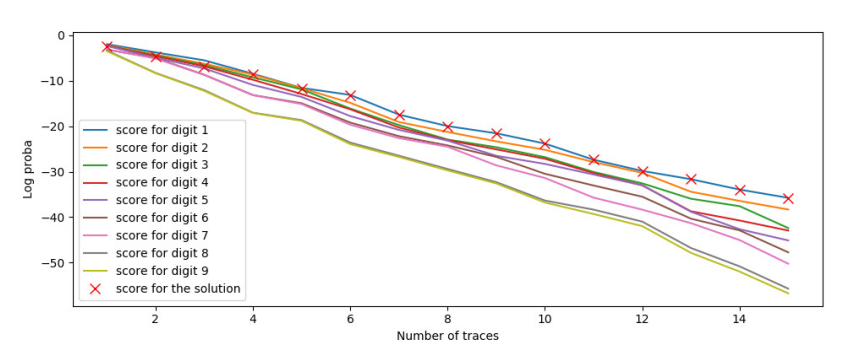 0
−10
−20
−30
−40
−50
Log proba
score for digit 1
score for digit 2
score for digit 3
score for digit 4
score for digit 5
score for digit 6
score for digit 7
score for digit 8
score for digit 9
score for the solution
2 4 6 8 10 12 14
Number of traces